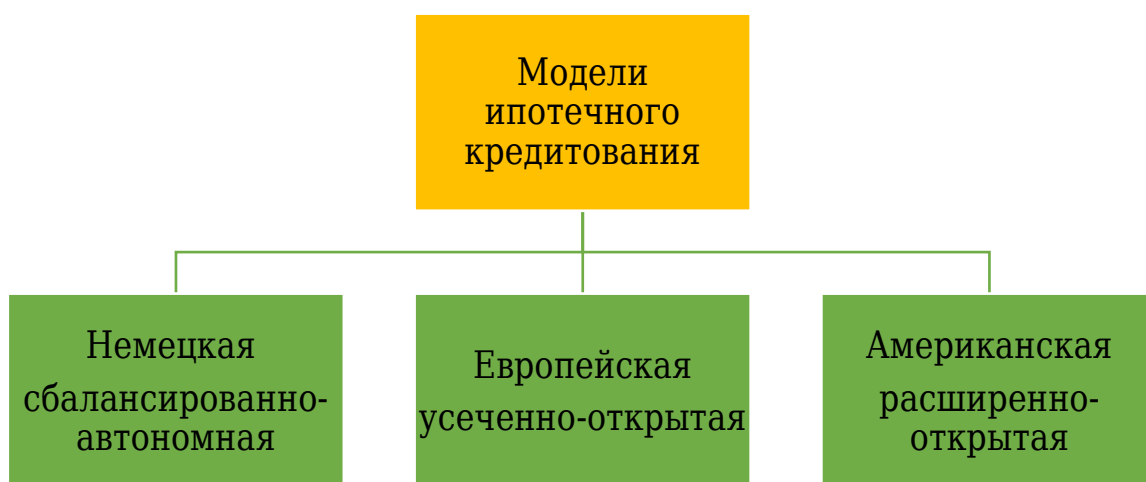 Модели
ипотечного
кредитования
Немецкая
сбалансированно-
автономная
Европейская
усеченно-открытая
Американская
расширенно-
открытая